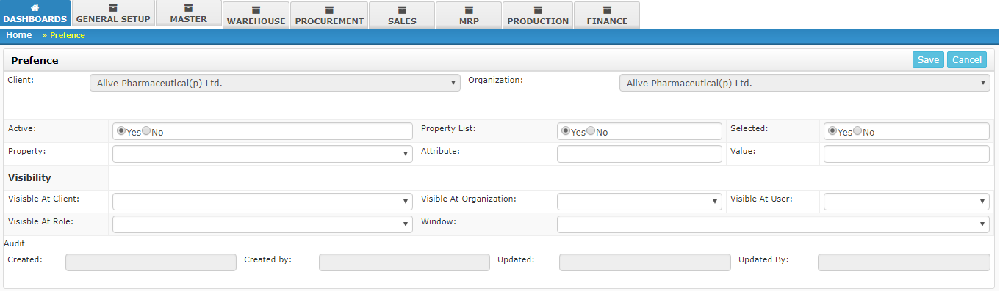 DASHBOARDS GENERAL SETUP MASTER WAREHOUSE PROCUREMENT SALES MRP PRODUCTION FINANCE
Home » Prefence
Prefence Save Cancel
Client: Alive Pharmaceutical(p) Ltd. Organization: Alive Pharmaceutical(p) Ltd.
Active: Yes No Property List: Yes No Selected: Yes No
Property: Attribute: Value:
Visibility
Visisble At Client: Visible At Organization: Visible At User:
Visisble At Role: Window:
Audit
Created: Created by: Updated: Updated By: